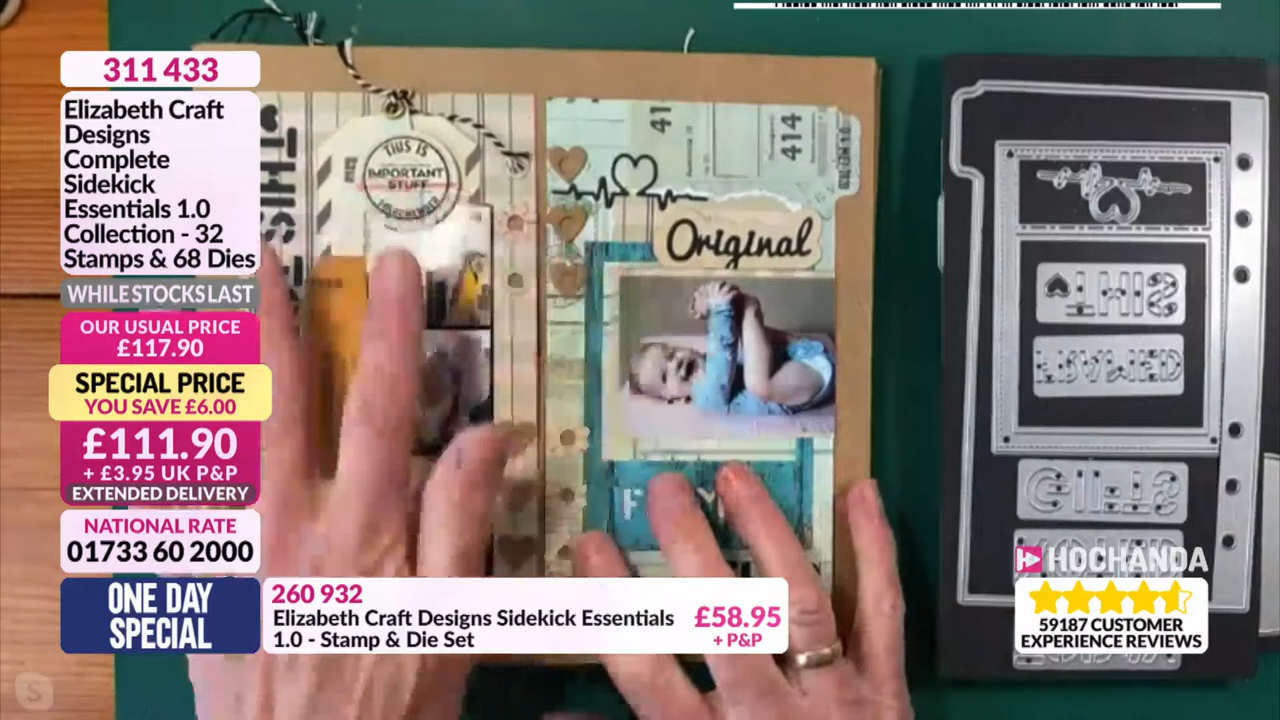 311 433
Elizabeth Craft
Designs
Complete
Sidekick
Essentials 1.0
Collection - 32
Stamps & 68 Dies
WHILE STOCKS LAST
OUR USUAL PRICE
£117.90
SPECIAL PRICE
YOU SAVE £6.00
£111.90
+ £3.95 UK P&P
EXTENDED DELIVERY
NATIONAL RATE
01733 60 2000
ONE DAY
SPECIAL
260 932
Elizabeth Craft Designs Sidekick Essentials
1.0 - Stamp & Die Set
£58.95
+ P&P
THIS IS
IMPORTANT
STUFF
41
414
Original
THIS
GIFTS
HOCHANDA
59187 CUSTOMER
EXPERIENCE REVIEWS
S